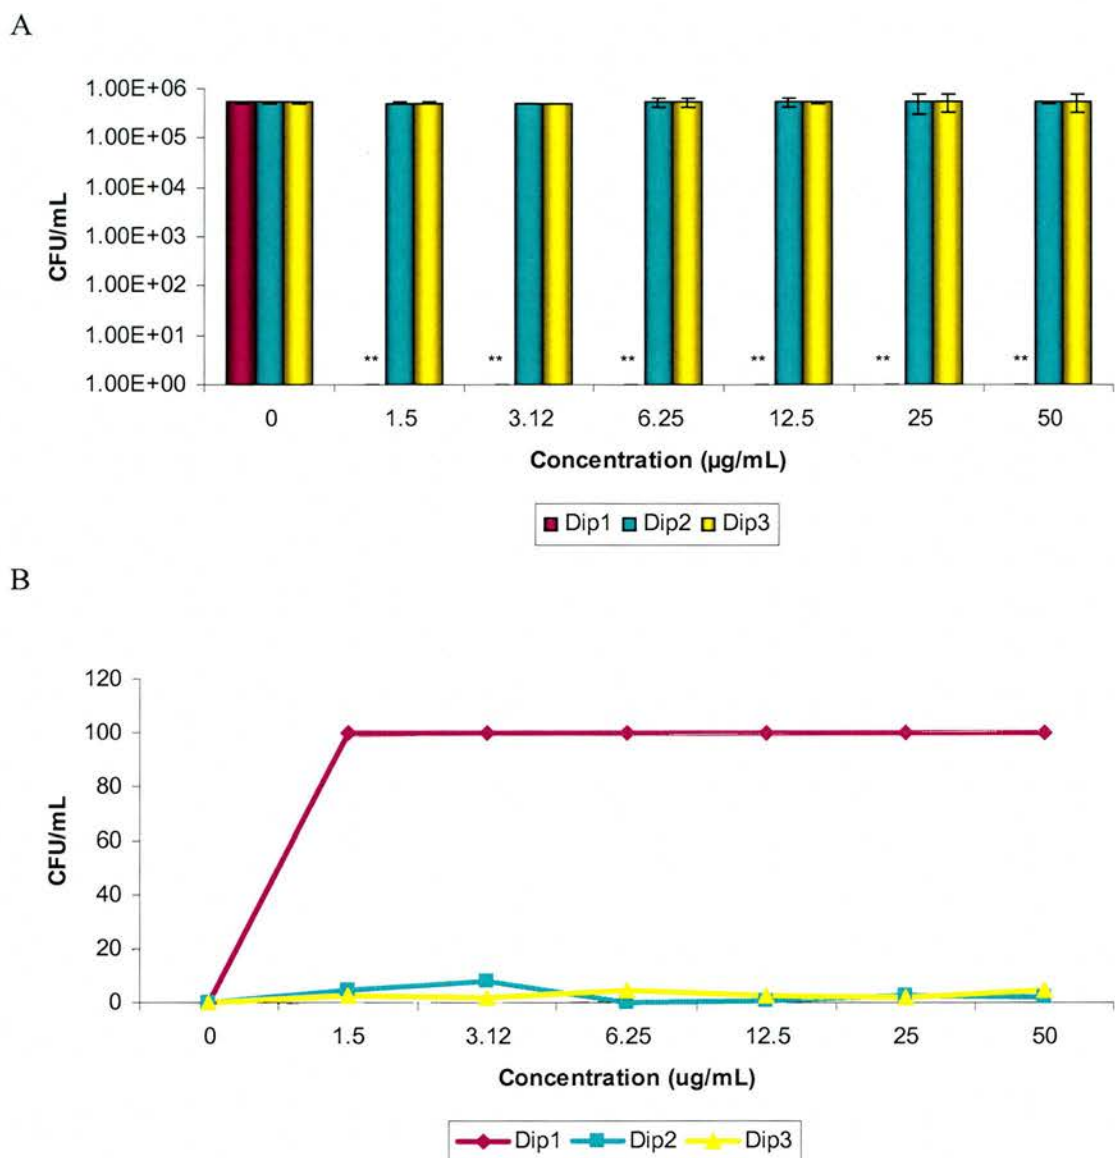 A
1.00E+06
1.00E+05
1.00E+04
1.00E+03
1.00E+02
1.00E+01
1.00E+00
CFU/mL
** ** ** ** ** **
0 1.5 3.12 6.25 12.5 25 50
Concentration (µg/mL)
Dip1 Dip2 Dip3
B
120
100
80
60
40
20
0
CFU/mL
0 1.5 3.12 6.25 12.5 25 50
Concentration (ug/mL)
Dip1 Dip2 Dip3